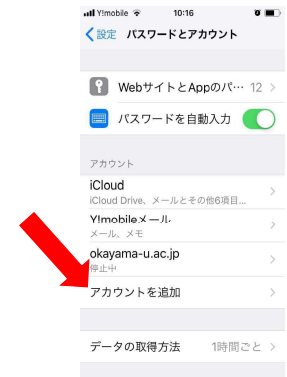 Y!mobile 10:16
設定 パスワードとアカウント
WebサイトとAppのパ… 12
パスワードを自動入力
アカウント
iCloud
iCloud Drive、メールとその他6項目...
Y!mobileメール
メール、メモ
okayama-u.ac.jp
停止中
アカウントを追加
データの取得方法 1時間ごと